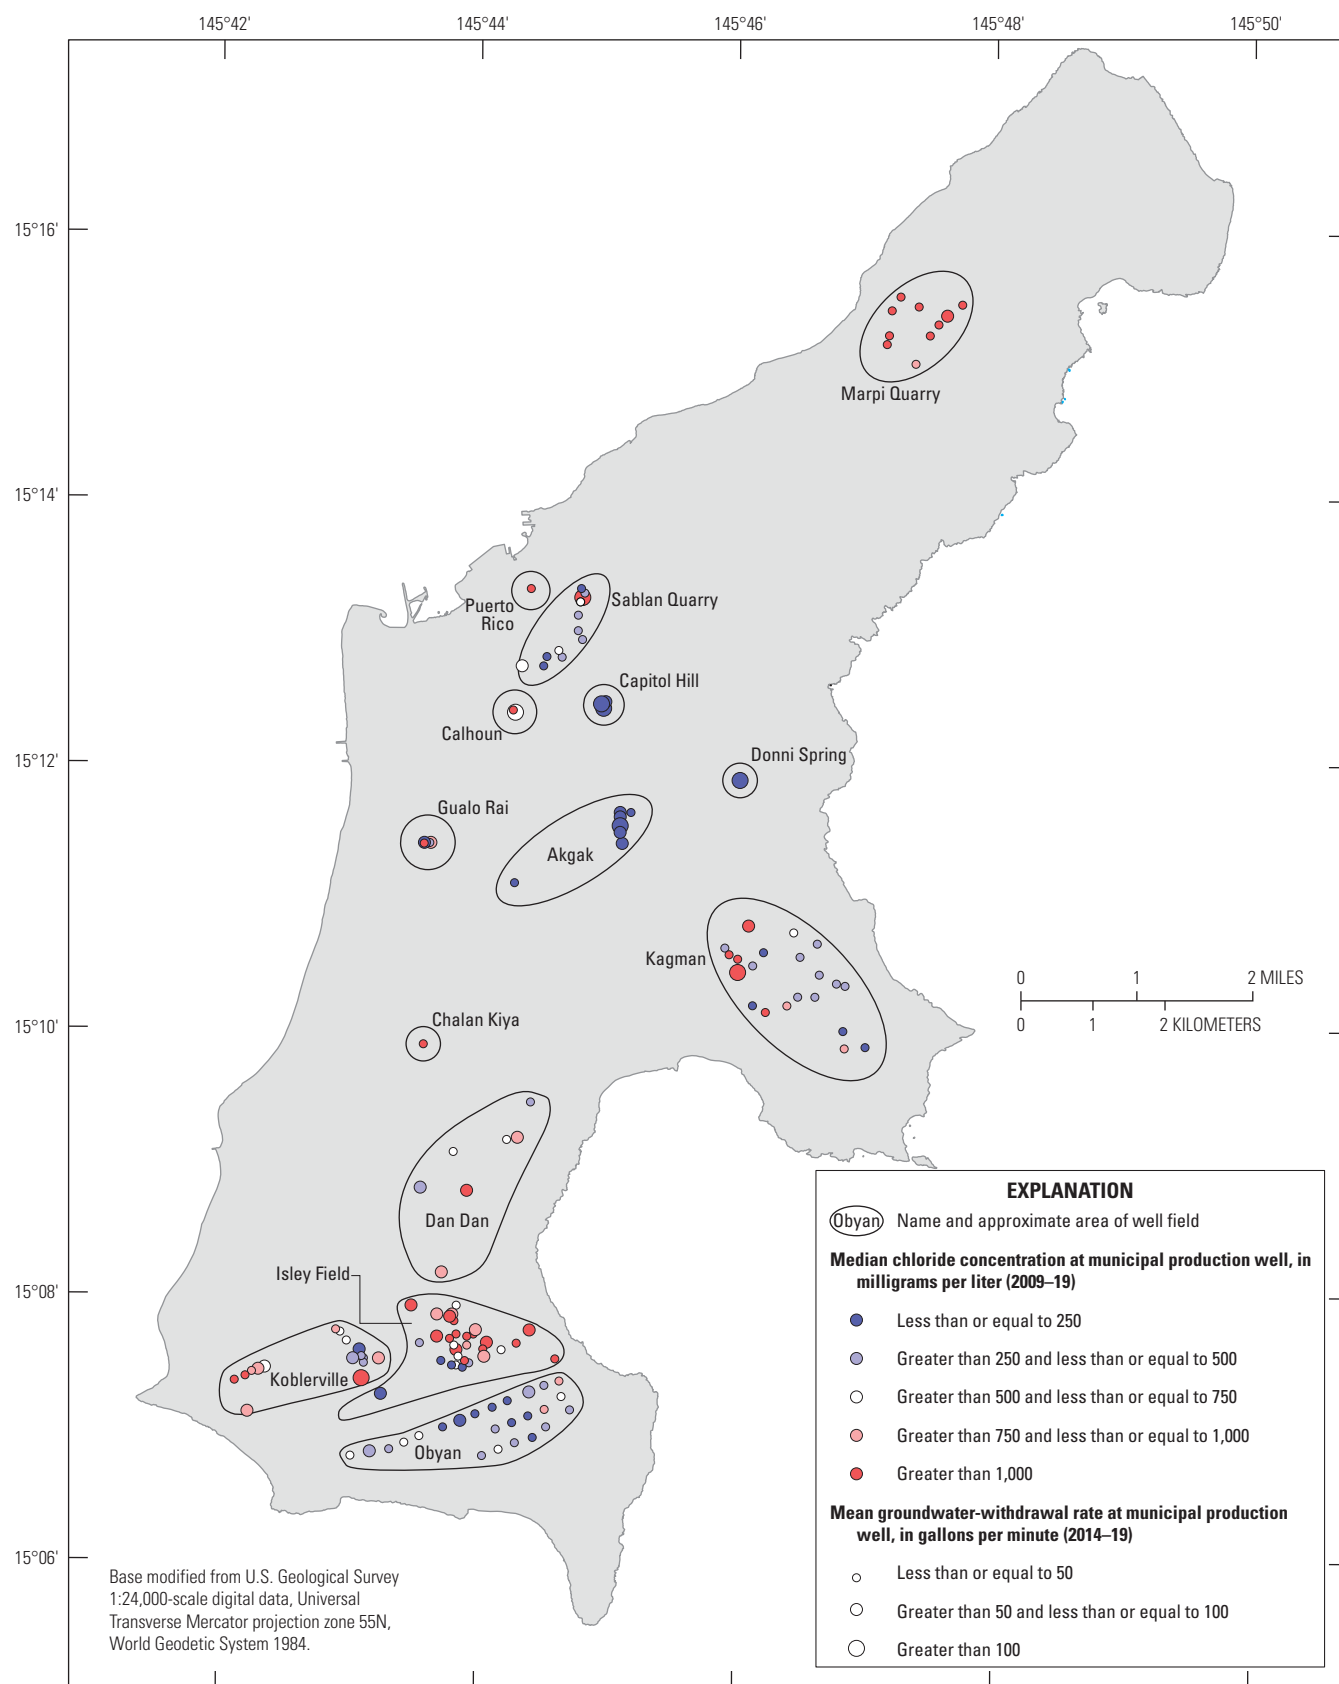 145°42' 145°44' 145°46' 145°48' 145°50'
15°16'
Marpi Quarry
15°14'
Puerto
Rico
Sablan Quarry
Capitol Hill
Calhoun
Donni Spring
15°12'
Gualo Rai
Akgak
Kagman
0 1 2 MILES
0 1 2 KILOMETERS
15°10'
Chalan Kiya
Dan Dan
Isley Field
15°08'
Koblerville
Obyan
15°06'
EXPLANATION
Obyan Name and approximate area of well field
Median chloride concentration at municipal production well, in
milligrams per liter (2009–19)
Less than or equal to 250
Greater than 250 and less than or equal to 500
Greater than 500 and less than or equal to 750
Greater than 750 and less than or equal to 1,000
Greater than 1,000
Mean groundwater-withdrawal rate at municipal production
well, in gallons per minute (2014–19)
Less than or equal to 50
Greater than 50 and less than or equal to 100
Greater than 100
Base modified from U.S. Geological Survey
1:24,000-scale digital data, Universal
Transverse Mercator projection zone 55N,
World Geodetic System 1984.